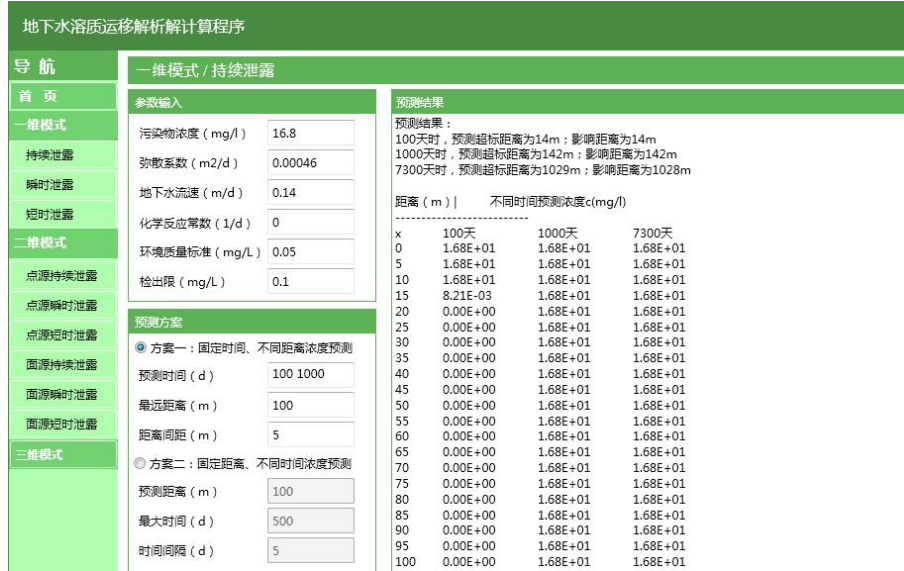 地下水溶质运移解析解计算程序
导 航
首 页
一维模式
持续泄露
瞬时泄露
短时泄露
二维模式
点源持续泄露
点源瞬时泄露
点源短时泄露
面源持续泄露
面源瞬时泄露
面源短时泄露
三维模式
一维模式 / 持续泄露
参数输入
污染物浓度（mg/l） 16.8
弥散系数（m2/d） 0.00046
地下水流速（m/d） 0.14
化学反应常数（1/d） 0
环境质量标准（mg/L） 0.05
检出限（mg/L） 0.1
预测方案
方案一：固定时间、不同距离浓度预测
预测时间（d） 100 1000
最远距离（m） 100
距离间距（m） 5
方案二：固定距离、不同时间浓度预测
预测距离（m） 100
最大时间（d） 500
时间间隔（d） 5
预测结果
预测结果：
100天时，预测超标距离为14m；影响距离为14m
1000天时，预测超标距离为142m；影响距离为142m
7300天时，预测超标距离为1029m；影响距离为1028m
距离（m）| 不同时间预测浓度c(mg/l)
--------------------------
x 100天 1000天 7300天
0 1.68E+01 1.68E+01 1.68E+01
5 1.68E+01 1.68E+01 1.68E+01
10 1.68E+01 1.68E+01 1.68E+01
15 8.21E-03 1.68E+01 1.68E+01
20 0.00E+00 1.68E+01 1.68E+01
25 0.00E+00 1.68E+01 1.68E+01
30 0.00E+00 1.68E+01 1.68E+01
35 0.00E+00 1.68E+01 1.68E+01
40 0.00E+00 1.68E+01 1.68E+01
45 0.00E+00 1.68E+01 1.68E+01
50 0.00E+00 1.68E+01 1.68E+01
55 0.00E+00 1.68E+01 1.68E+01
60 0.00E+00 1.68E+01 1.68E+01
65 0.00E+00 1.68E+01 1.68E+01
70 0.00E+00 1.68E+01 1.68E+01
75 0.00E+00 1.68E+01 1.68E+01
80 0.00E+00 1.68E+01 1.68E+01
85 0.00E+00 1.68E+01 1.68E+01
90 0.00E+00 1.68E+01 1.68E+01
95 0.00E+00 1.68E+01 1.68E+01
100 0.00E+00 1.68E+01 1.68E+01